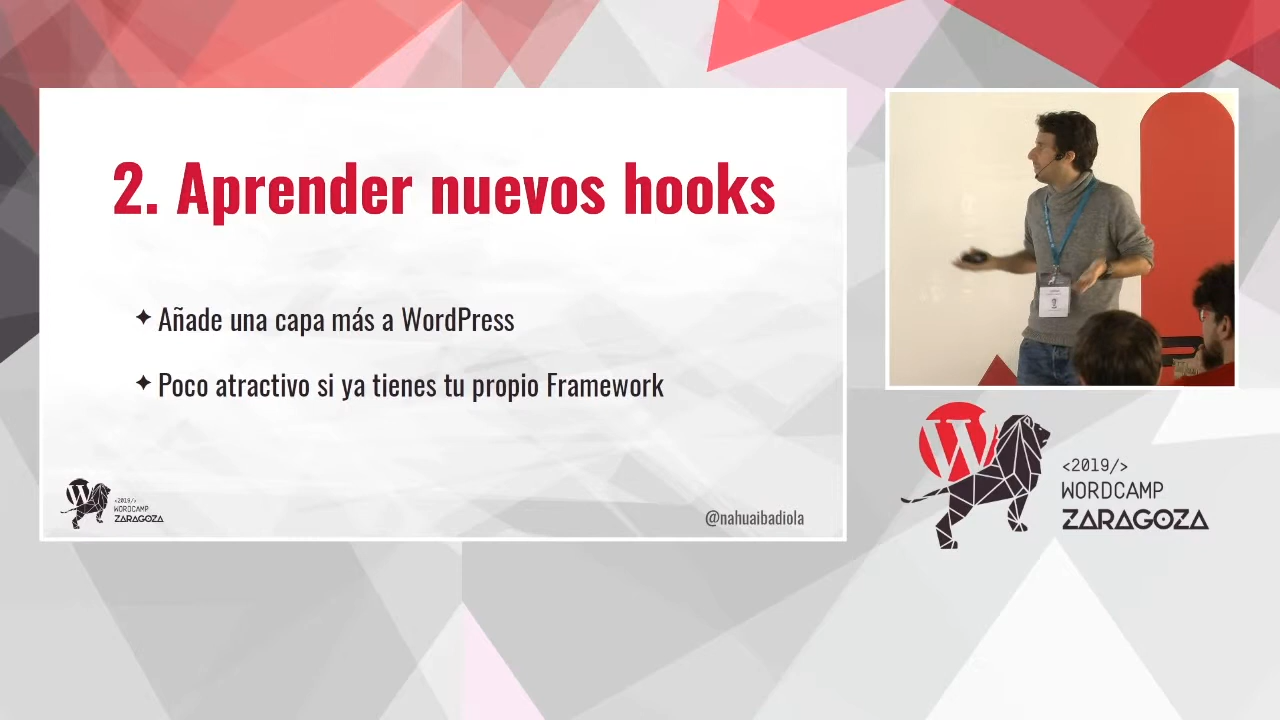 2. Aprender nuevos hooks
Añade una capa más a WordPress
Poco atractivo si ya tienes tu propio Framework
<2019/>
WORDCAMP
ZARAGOZA
@nahuaibadiola
W
<2019/>
WORDCAMP
ZARAGOZA